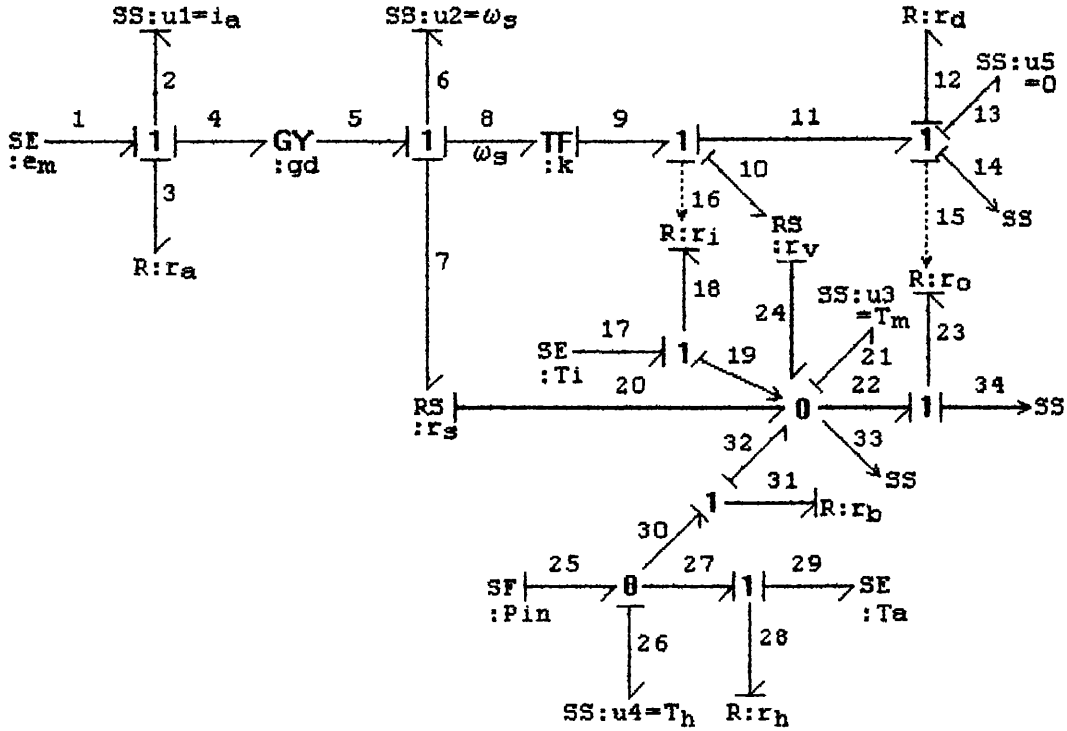 SS:u1=ia
SS:u2=ωs
R:rd
SS:u5
=0
2
6
12
13
1
4
5
8
9
11
SE
:em
1
GY
:gd
1
ωs
TF
:k
1
1
3
10
14
16
15
SS
R:ra
7
R:ri
RS
:rv
R:ro
18
24
SS:u3
=Tm
23
17
SE
:Ti
1
19
21
20
22
34
RS
:rs
0
1
SS
32
33
SS
31
1
R:rb
30
25
27
29
SF
:Pin
0
1
SE
:Ta
26
28
SS:u4=Th
R:rh